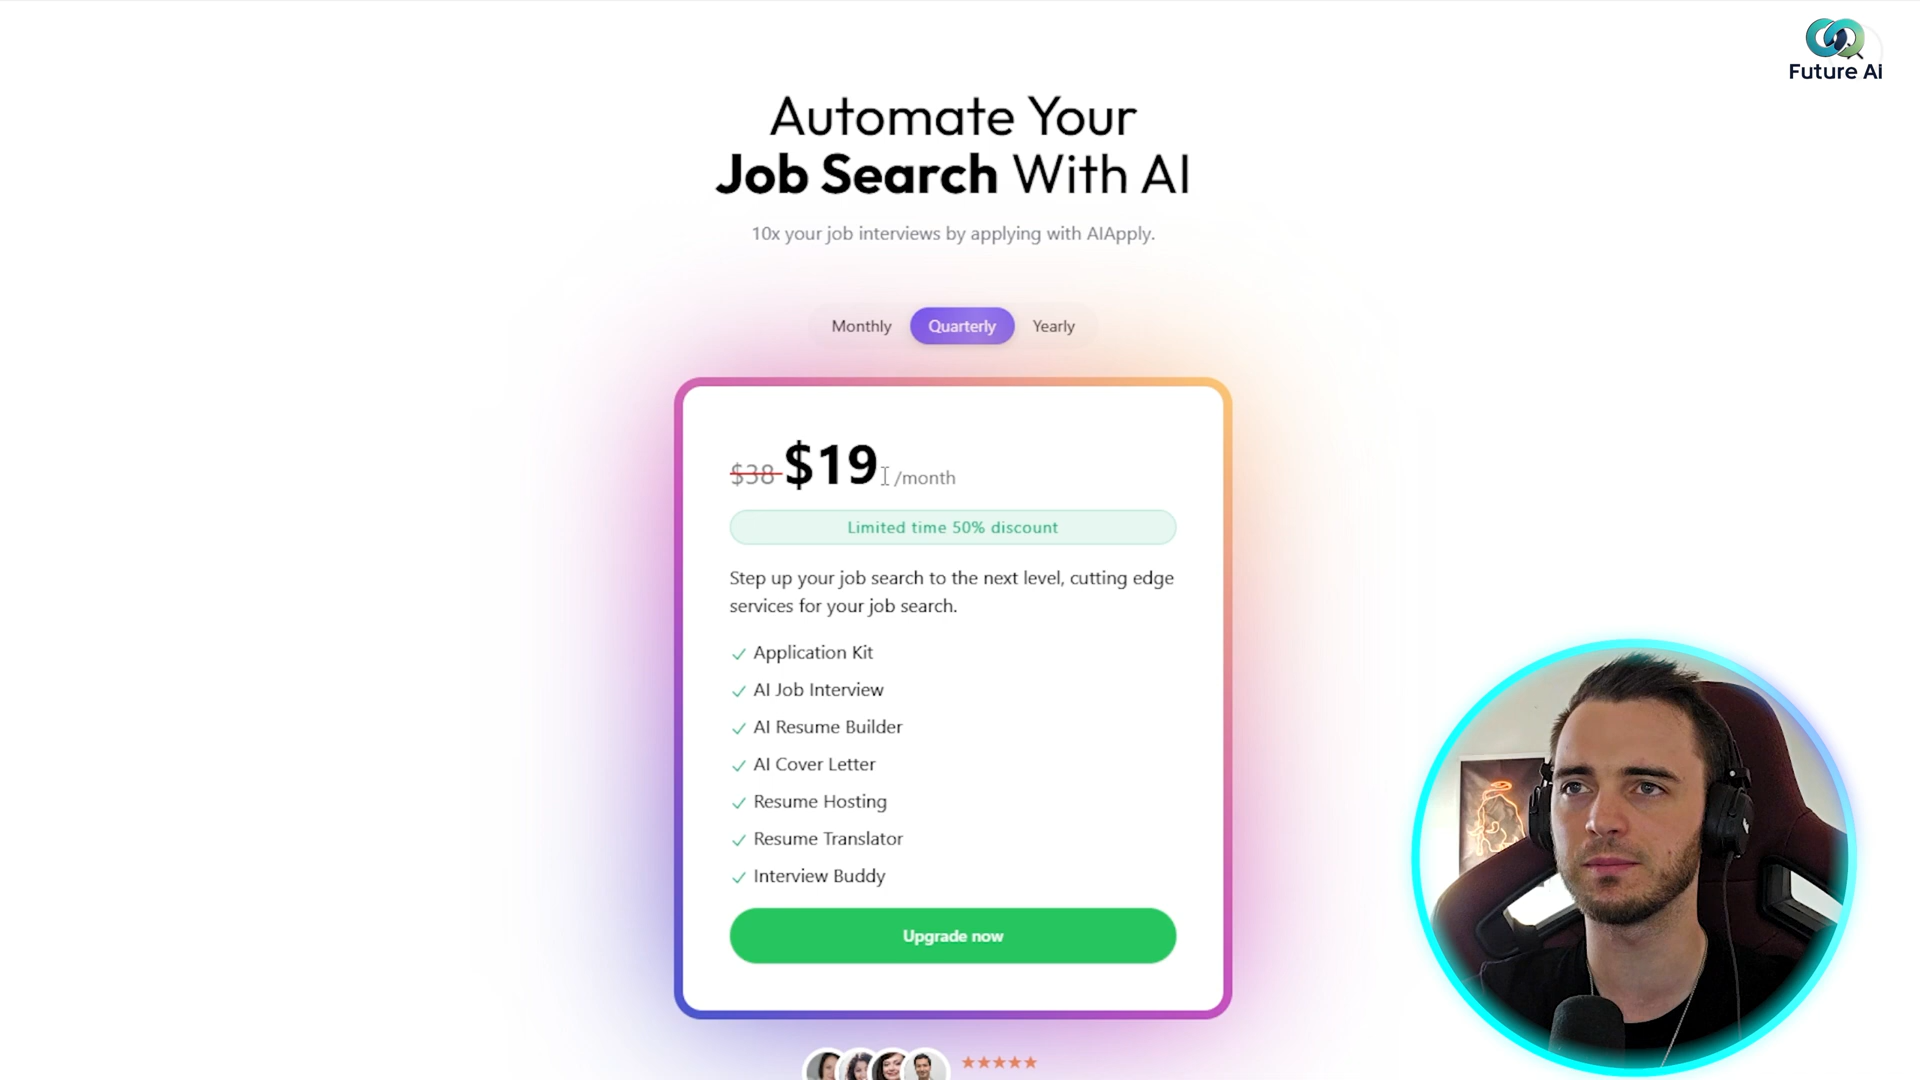 Future Ai
Automate Your
Job Search With AI
10x your job interviews by applying with AIApply.
Monthly Quarterly Yearly
$38 $19 /month
Limited time 50% discount
Step up your job search to the next level, cutting edge
services for your job search.
Application Kit
AI Job Interview
AI Resume Builder
AI Cover Letter
Resume Hosting
Resume Translator
Interview Buddy
Upgrade now